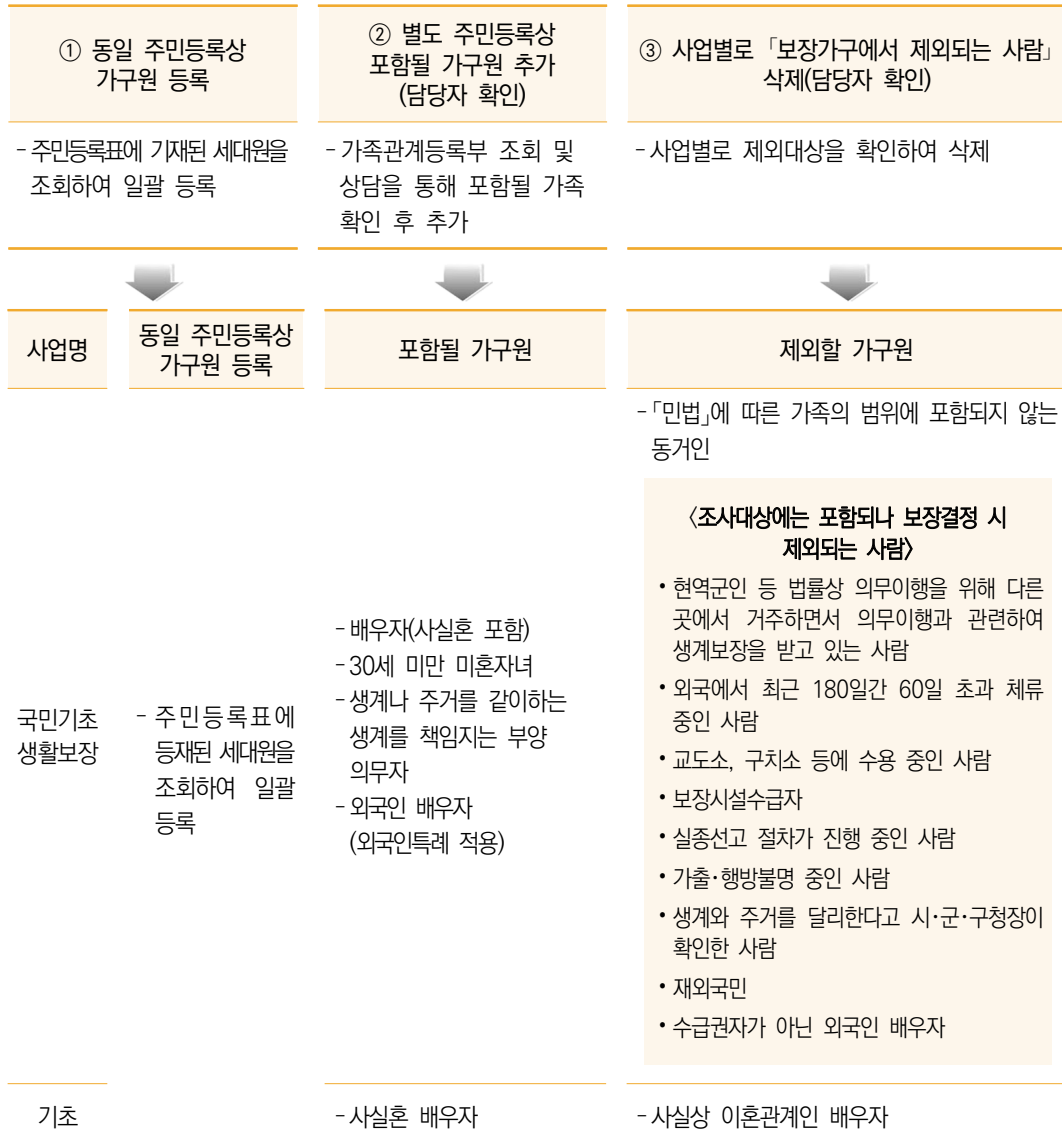 ① 동일 주민등록상
가구원 등록
② 별도 주민등록상
포함될 가구원 추가
(담당자 확인)
③ 사업별로 「보장가구에서 제외되는 사람」
삭제(담당자 확인)
- 주민등록표에 기재된 세대원을
조회하여 일괄 등록
- 가족관계등록부 조회 및
상담을 통해 포함될 가족
확인 후 추가
- 사업별로 제외대상을 확인하여 삭제
사업명
동일 주민등록상
가구원 등록
포함될 가구원
제외할 가구원
국민기초
생활보장
- 주민등록표에
등재된 세대원을
조회하여 일괄
등록
- 배우자(사실혼 포함)
- 30세 미만 미혼자녀
- 생계나 주거를 같이하는
생계를 책임지는 부양
의무자
- 외국인 배우자
(외국인특례 적용)
- 「민법」에 따른 가족의 범위에 포함되지 않는
동거인
〈조사대상에는 포함되나 보장결정 시
제외되는 사람〉
• 현역군인 등 법률상 의무이행을 위해 다른
곳에서 거주하면서 의무이행과 관련하여
생계보장을 받고 있는 사람
• 외국에서 최근 180일간 60일 초과 체류
중인 사람
• 교도소, 구치소 등에 수용 중인 사람
• 보장시설수급자
• 실종선고 절차가 진행 중인 사람
• 가출·행방불명 중인 사람
• 생계와 주거를 달리한다고 시·군·구청장이
확인한 사람
• 재외국민
• 수급권자가 아닌 외국인 배우자
기초
- 사실혼 배우자
- 사실상 이혼관계인 배우자